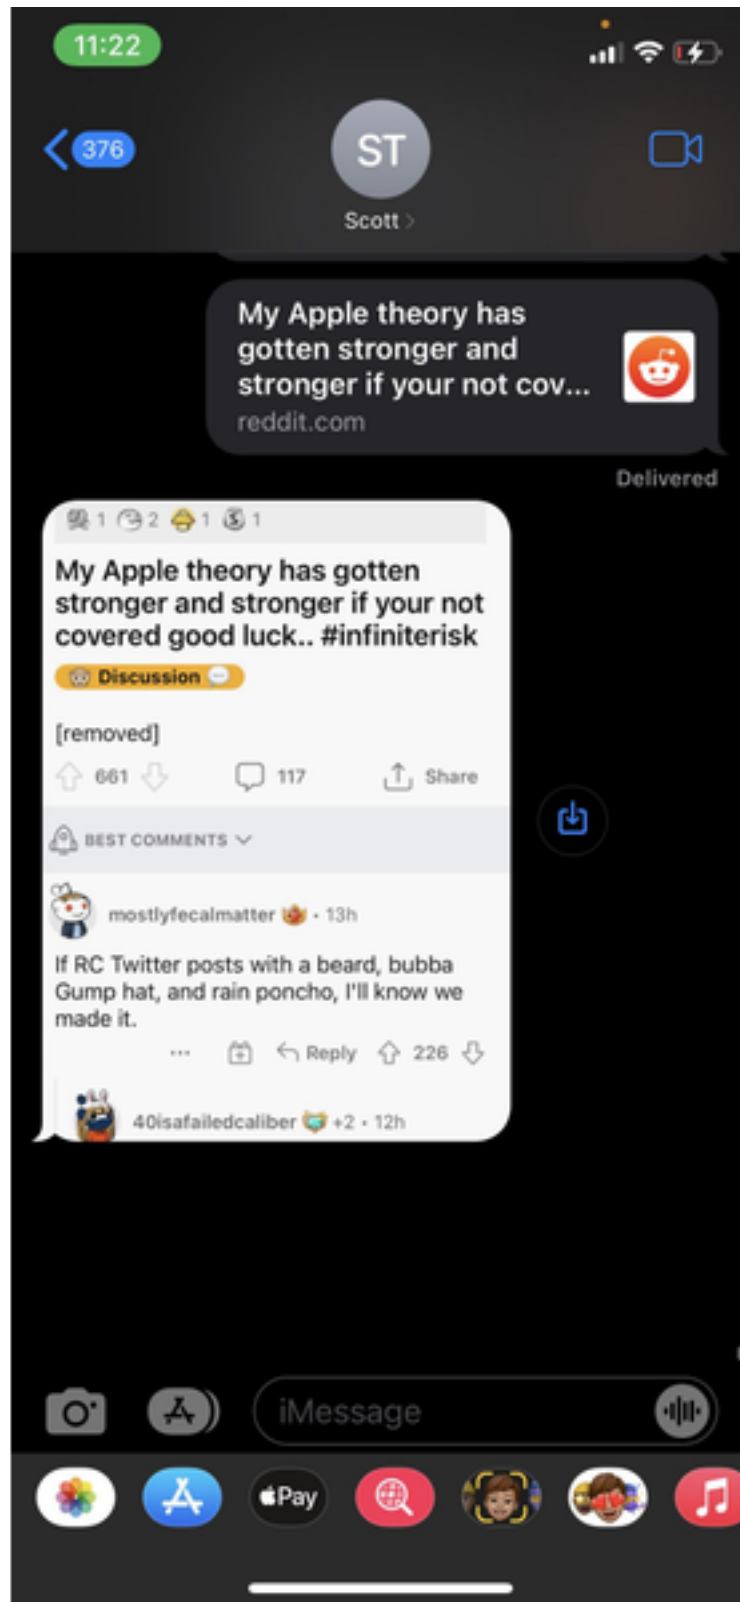 11:22
376
ST
Scott
My Apple theory has
gotten stronger and
stronger if your not cov...
reddit.com
Delivered
1 2 1 1
My Apple theory has gotten
stronger and stronger if your not
covered good luck.. #infiniterisk
Discussion
[removed]
661 117 Share
BEST COMMENTS
mostlyfecalmatter • 13h
If RC Twitter posts with a beard, bubba
Gump hat, and rain poncho, I'll know we
made it.
... Reply 226
40isafailedcaliber +2 • 12h
iMessage
Pay